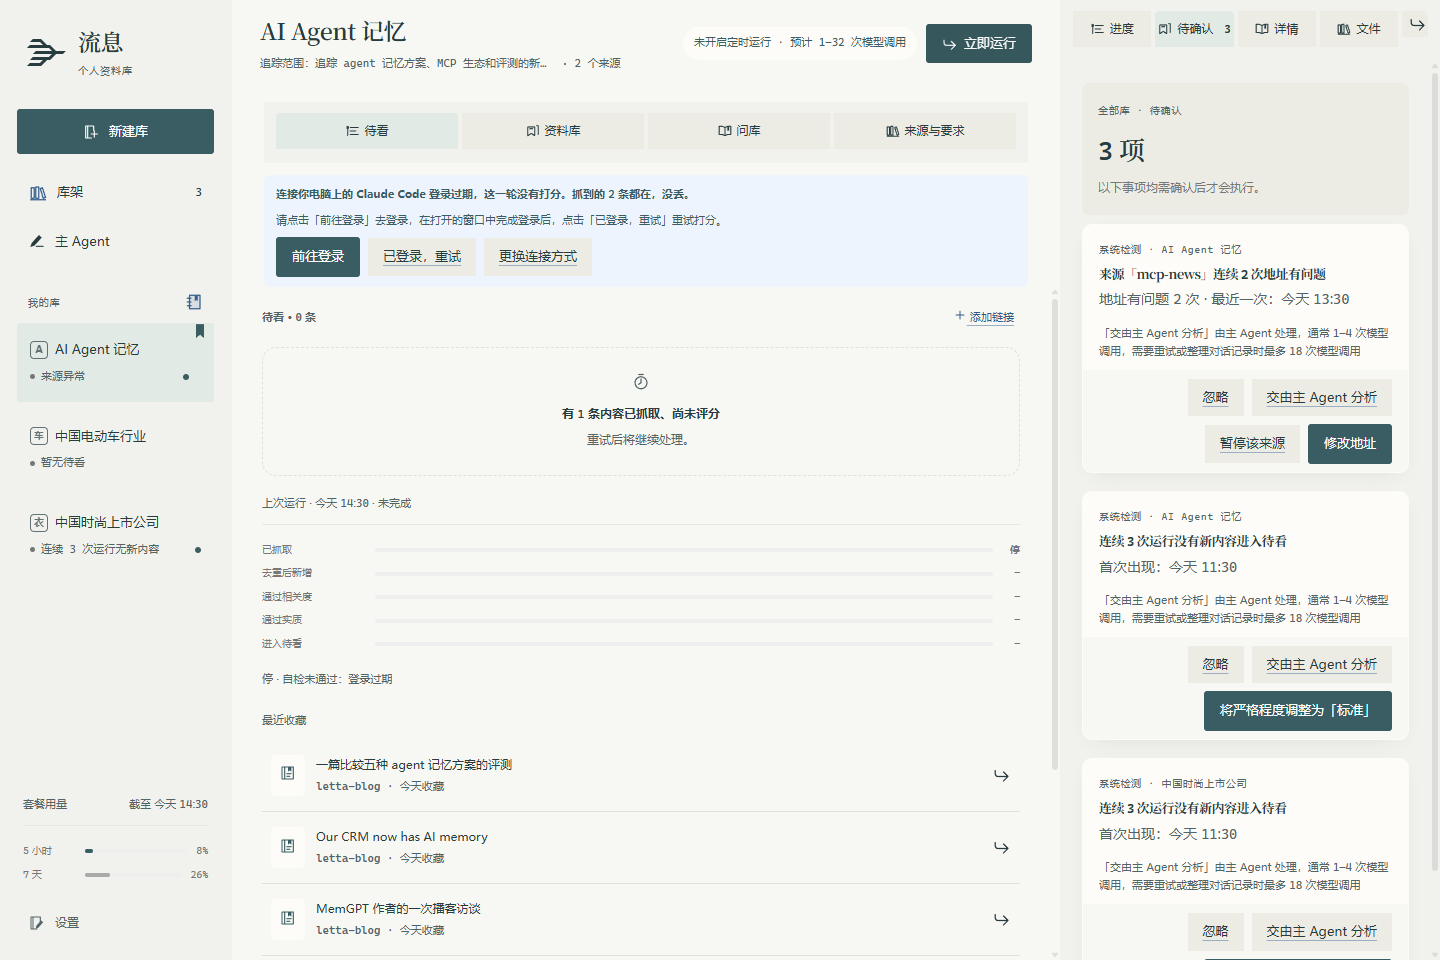 流息
个人资料库
新建库
库架 3
主 Agent
我的库
A AI Agent 记忆
来源异常
车 中国电动车行业
暂无待看
衣 中国时尚上市公司
连续 3 次运行无新内容
套餐用量 截至 今天 14:30
5 小时 8%
7 天 26%
设置
AI Agent 记忆
追踪范围：追踪 agent 记忆方案、MCP 生态和评测的新… · 2 个来源
未开启定时运行 · 预计 1–32 次模型调用
立即运行
待看 资料库 问库 来源与要求
连接你电脑上的 Claude Code 登录过期，这一轮没有打分。抓到的 2 条都在，没丢。
请点击「前往登录」去登录，在打开的窗口中完成登录后，点击「已登录，重试」重试打分。
前往登录 已登录，重试 更换连接方式
待看 • 0 条 添加链接
有 1 条内容已抓取、尚未评分
重试后将继续处理。
上次运行 · 今天 14:30 · 未完成
已抓取 停
去重后新增 –
通过相关度 –
通过实质 –
进入待看 –
停 · 自检未通过：登录过期
最近收藏
一篇比较五种 agent 记忆方案的评测
letta-blog · 今天收藏
Our CRM now has AI memory
letta-blog · 今天收藏
MemGPT 作者的一次播客访谈
letta-blog · 今天收藏
进度 待确认 3 详情 文件
全部库 · 待确认
3 项
以下事项均需确认后才会执行。
系统检测 · AI Agent 记忆
来源「mcp-news」连续 2 次地址有问题
地址有问题 2 次 · 最近一次：今天 13:30
「交由主 Agent 分析」由主 Agent 处理，通常 1–4 次模型
调用，需要重试或整理对话记录时最多 18 次模型调用
忽略 交由主 Agent 分析
暂停该来源 修改地址
系统检测 · AI Agent 记忆
连续 3 次运行没有新内容进入待看
首次出现：今天 11:30
「交由主 Agent 分析」由主 Agent 处理，通常 1–4 次模型
调用，需要重试或整理对话记录时最多 18 次模型调用
忽略 交由主 Agent 分析
将严格程度调整为「标准」
系统检测 · 中国时尚上市公司
连续 3 次运行没有新内容进入待看
首次出现：今天 11:30
「交由主 Agent 分析」由主 Agent 处理，通常 1–4 次模型
调用，需要重试或整理对话记录时最多 18 次模型调用
忽略 交由主 Agent 分析